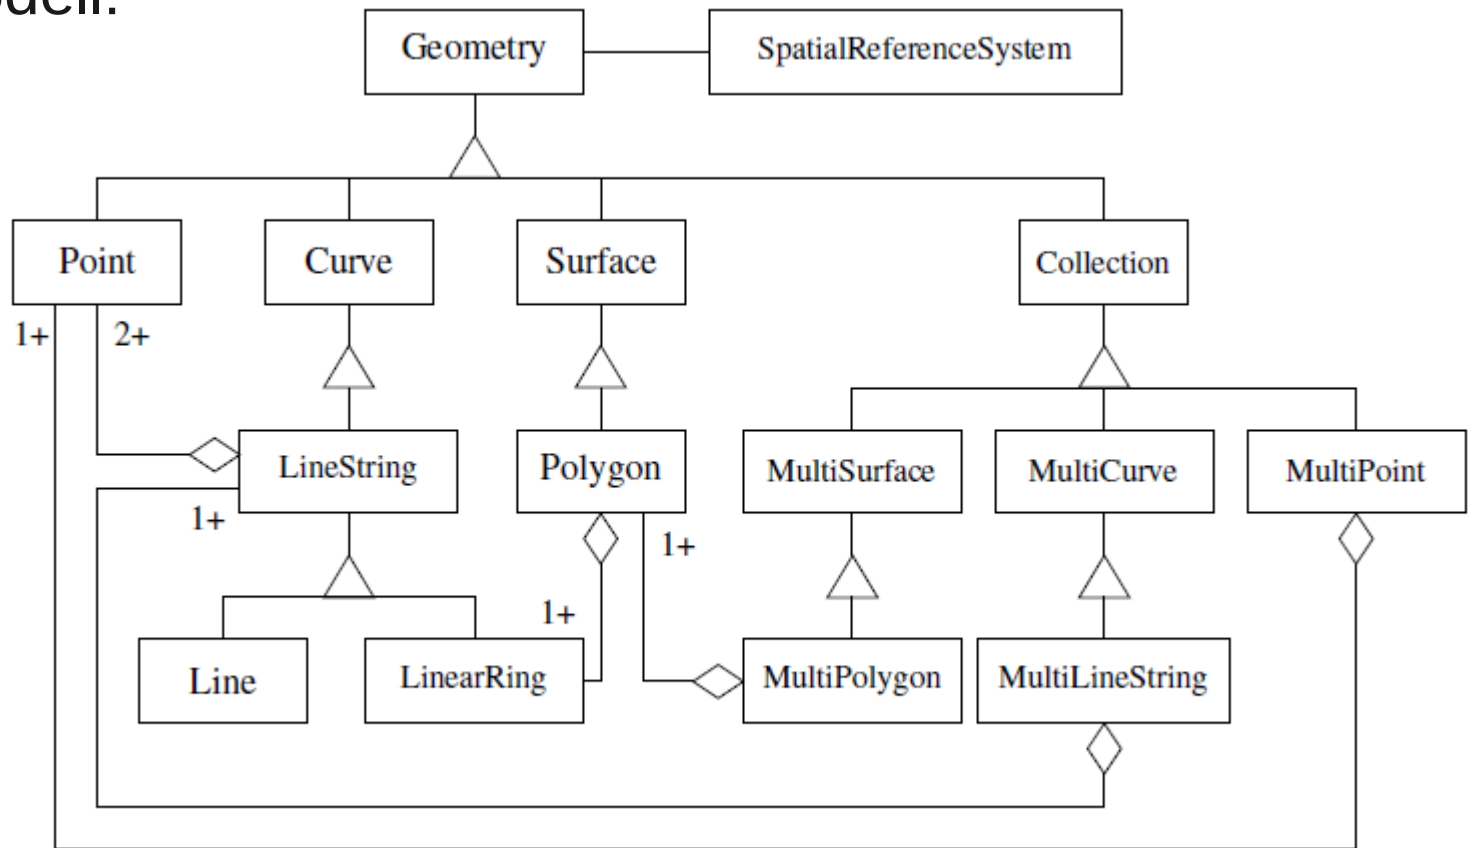 Geometry
SpatialReferenceSystem
Point
Curve
Surface
Collection
1+
2+
LineString
Polygon
MultiSurface
MultiCurve
MultiPoint
1+
1+
1+
Line
LinearRing
MultiPolygon
MultiLineString